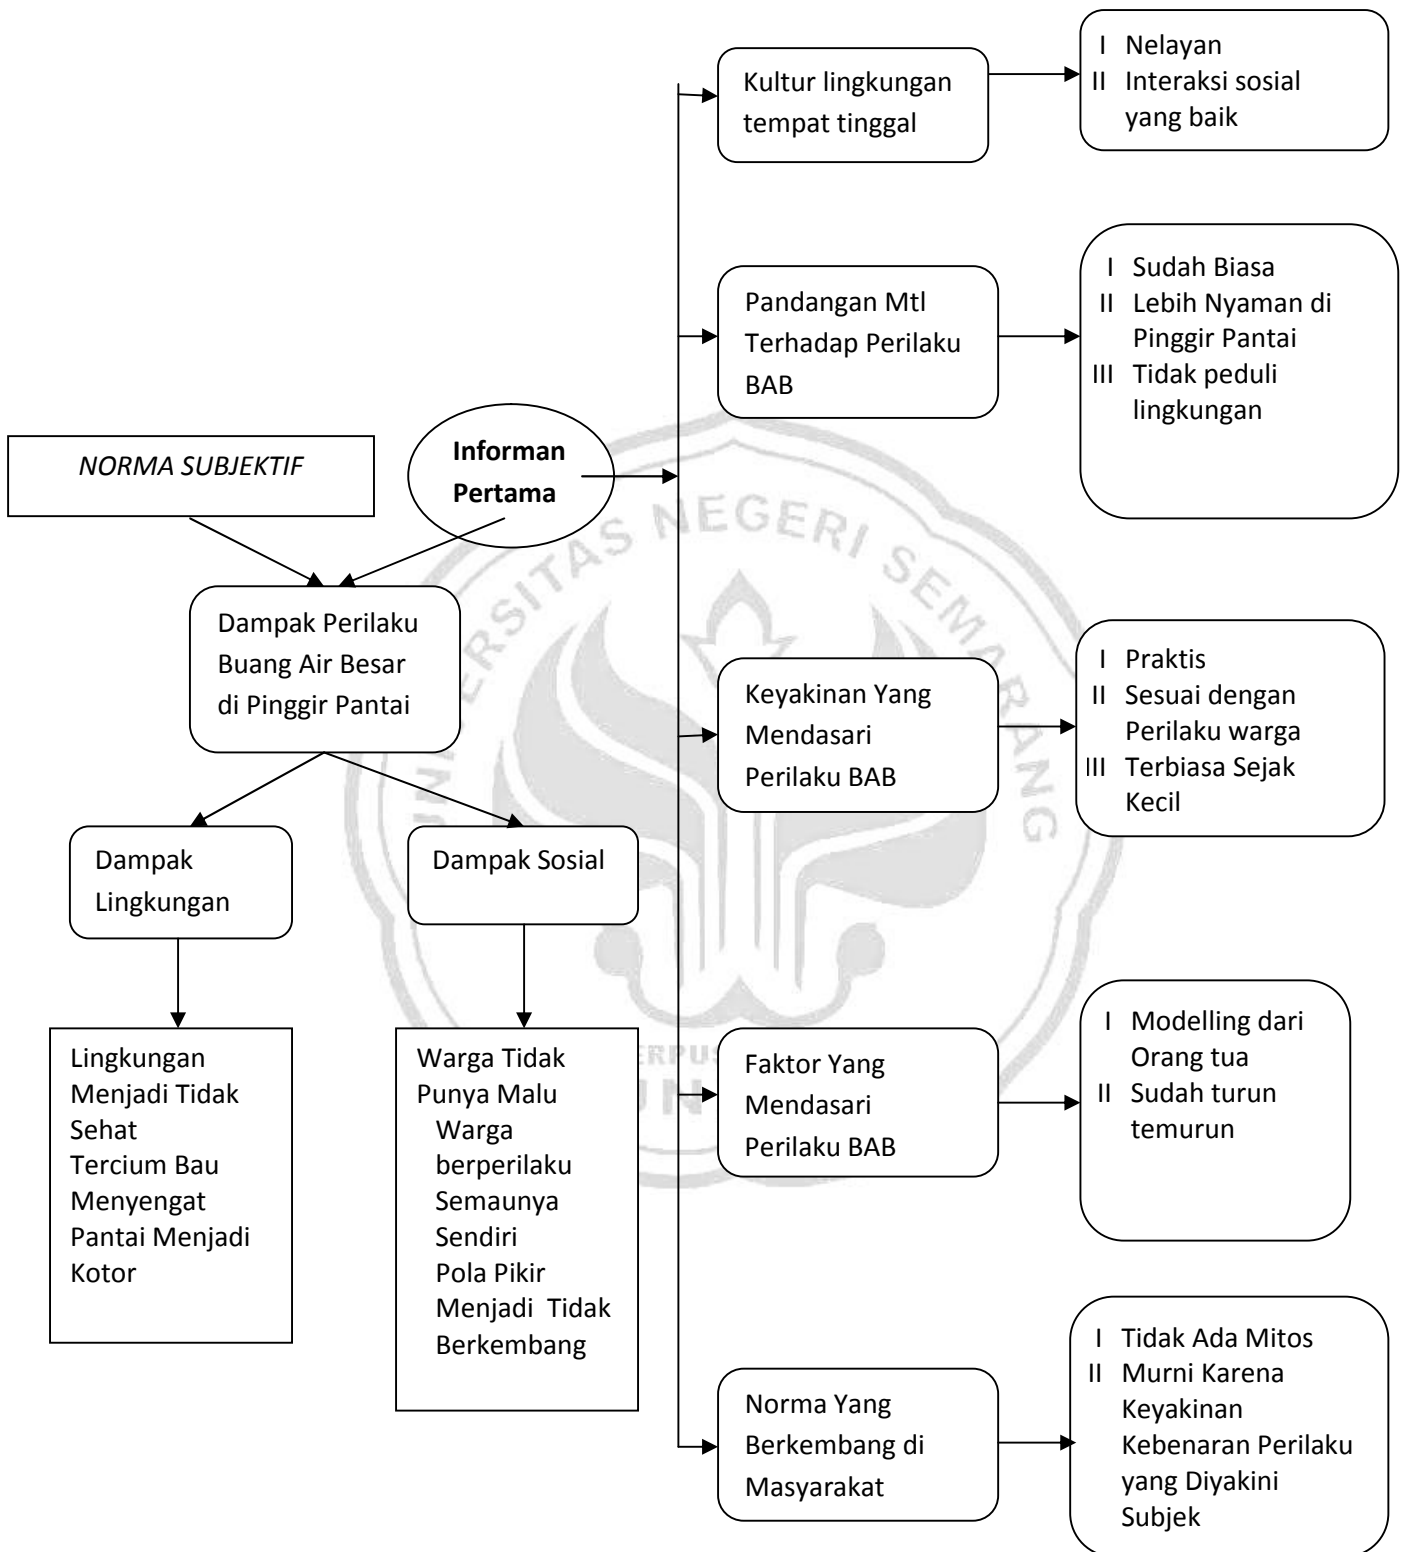 I Nelayan
II Interaksi sosial
yang baik
Kultur lingkungan
tempat tinggal
I Sudah Biasa
II Lebih Nyaman di
Pinggir Pantai
III Tidak peduli
lingkungan
Pandangan Mtl
Terhadap Perilaku
BAB
NORMA SUBJEKTIF
Informan
Pertama
UNIVERSITAS NEGERI SEMARANG
Dampak Perilaku
Buang Air Besar
di Pinggir Pantai
Keyakinan Yang
Mendasari
Perilaku BAB
I Praktis
II Sesuai dengan
Perilaku warga
III Terbiasa Sejak
Kecil
Dampak
Lingkungan
Dampak Sosial
Lingkungan
Menjadi Tidak
Sehat
Tercium Bau
Menyengat
Pantai Menjadi
Kotor
Warga Tidak
Punya Malu
Warga
berperilaku
Semaunya
Sendiri
Pola Pikir
Menjadi Tidak
Berkembang
Faktor Yang
Mendasari
Perilaku BAB
I Modelling dari
Orang tua
II Sudah turun
temurun
Norma Yang
Berkembang di
Masyarakat
I Tidak Ada Mitos
II Murni Karena
Keyakinan
Kebenaran Perilaku
yang Diyakini
Subjek